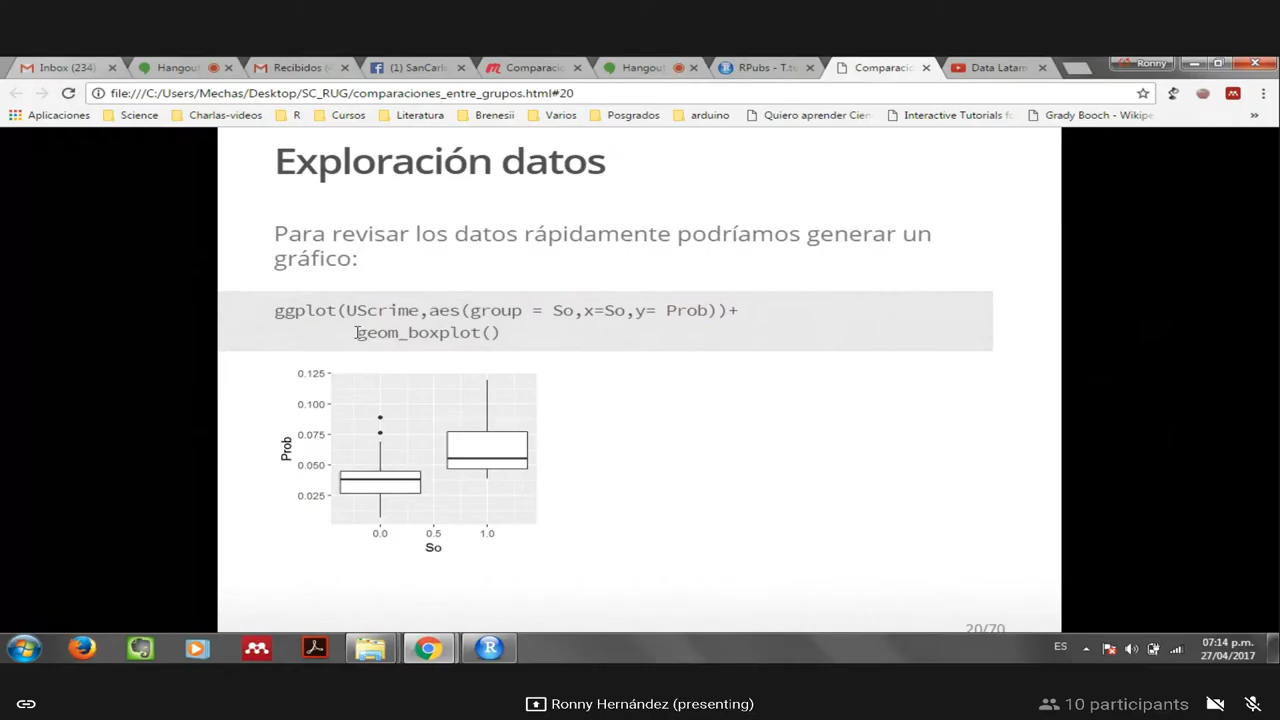 Inbox (234)
Hangout
Recibidos (
(1) SanCarl
Comparacio
Hangout
RPubs - T.t
Comparacio
Data Latam
Ronny
file:///C:/Users/Mechas/Desktop/SC_RUG/comparaciones_entre_grupos.html#20
Aplicaciones
Science
Charlas-videos
R
Cursos
Literatura
Brenesii
Varios
Posgrados
arduino
Quiero aprender Cien
Interactive Tutorials fo
Grady Booch - Wikipe
»
Exploración datos
Para revisar los datos rápidamente podríamos generar un
gráfico:
ggplot(UScrime,aes(group = So,x=So,y= Prob))+
geom_boxplot()
0.125
0.100
0.075
0.050
0.025
Prob
0.0 0.5 1.0
So
20/70
ES
07:14 p.m.
27/04/2017
Ronny Hernández (presenting)
10 participants